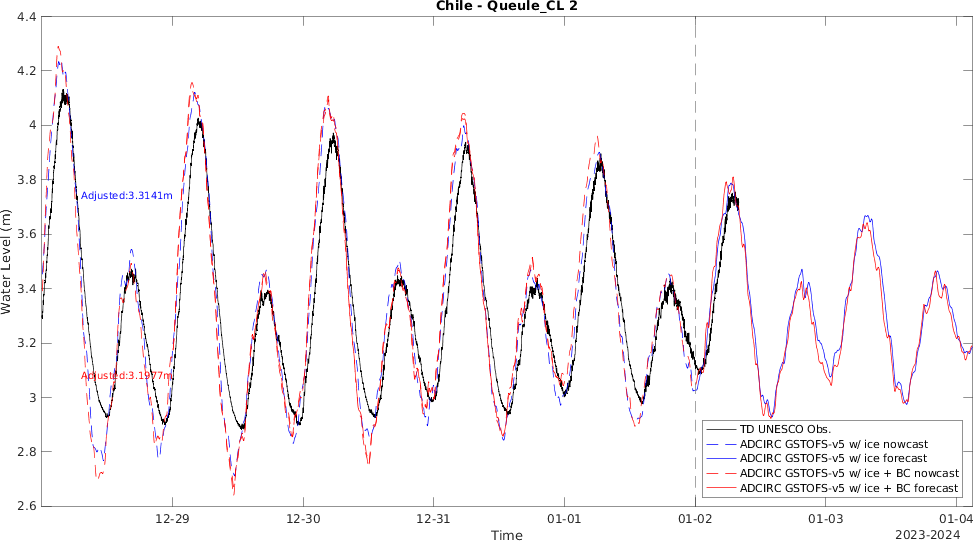 Chile - Queule_CL 2
4.4
4.2
4
3.8
3.6
3.4
3.2
3
2.8
2.6
Water Level (m)
Adjusted:3.3141m
Adjusted:3.1977m
TD UNESCO Obs.
ADCIRC GSTOFS-v5 w/ ice nowcast
ADCIRC GSTOFS-v5 w/ ice forecast
ADCIRC GSTOFS-v5 w/ ice + BC nowcast
ADCIRC GSTOFS-v5 w/ ice + BC forecast
12-29 12-30 12-31 01-01 01-02 01-03 01-04
Time
2023-2024